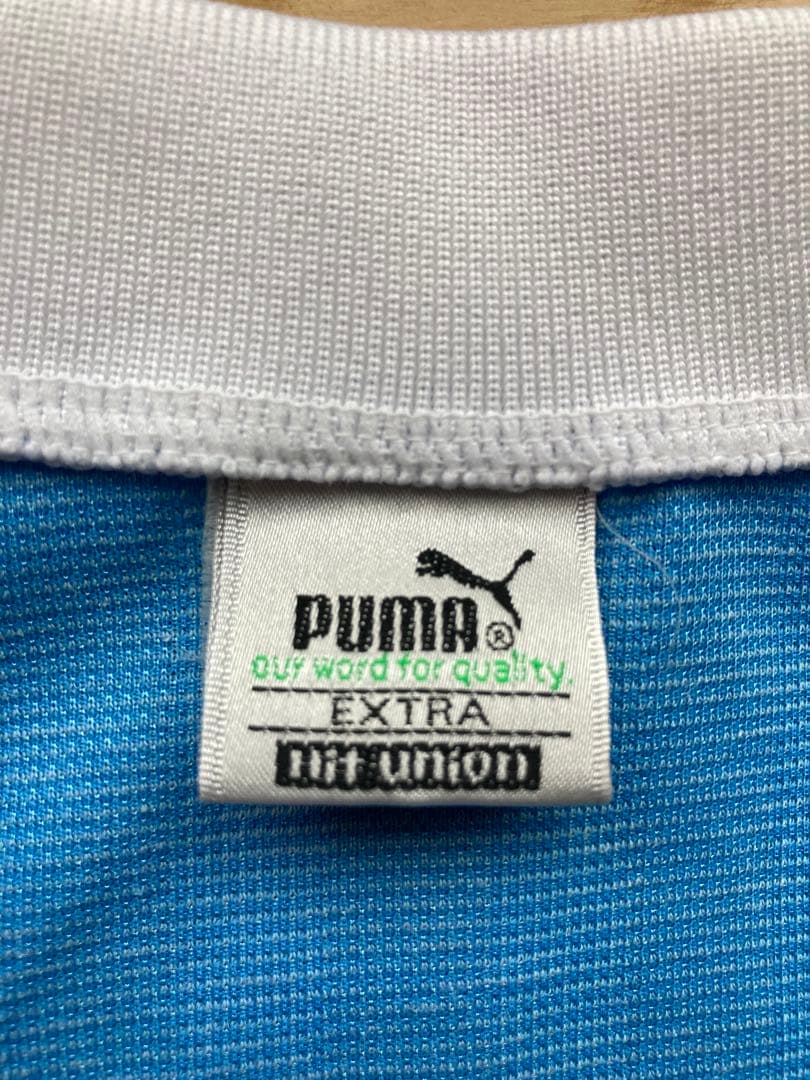 PUMA®
our word for quality.
EXTRA
Hit union